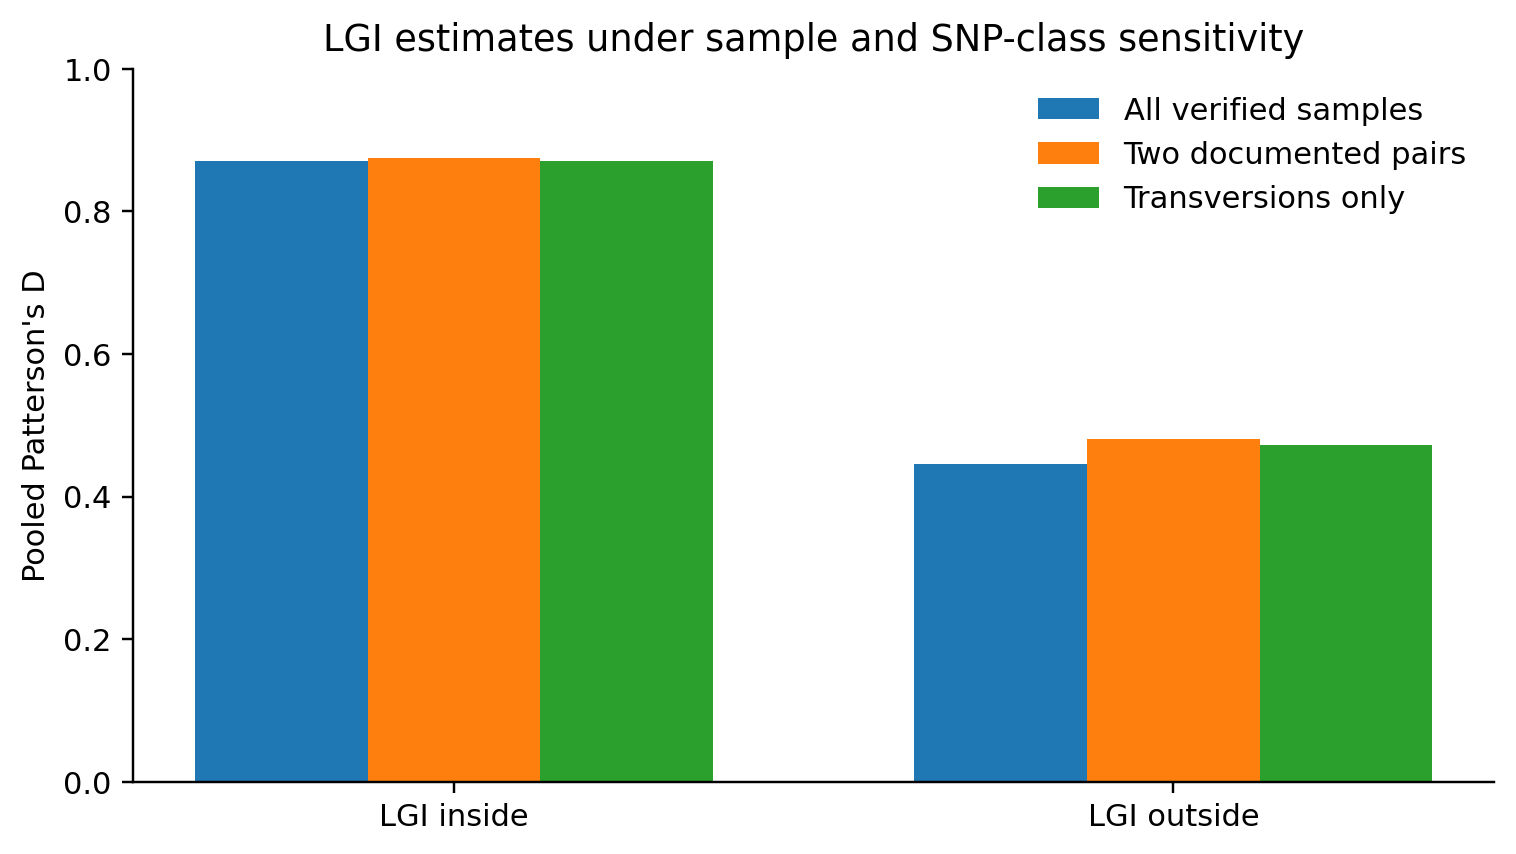 LGI estimates under sample and SNP-class sensitivity
All verified samples
Two documented pairs
Transversions only
Pooled Patterson's D
1.0
0.8
0.6
0.4
0.2
0.0
LGI inside
LGI outside